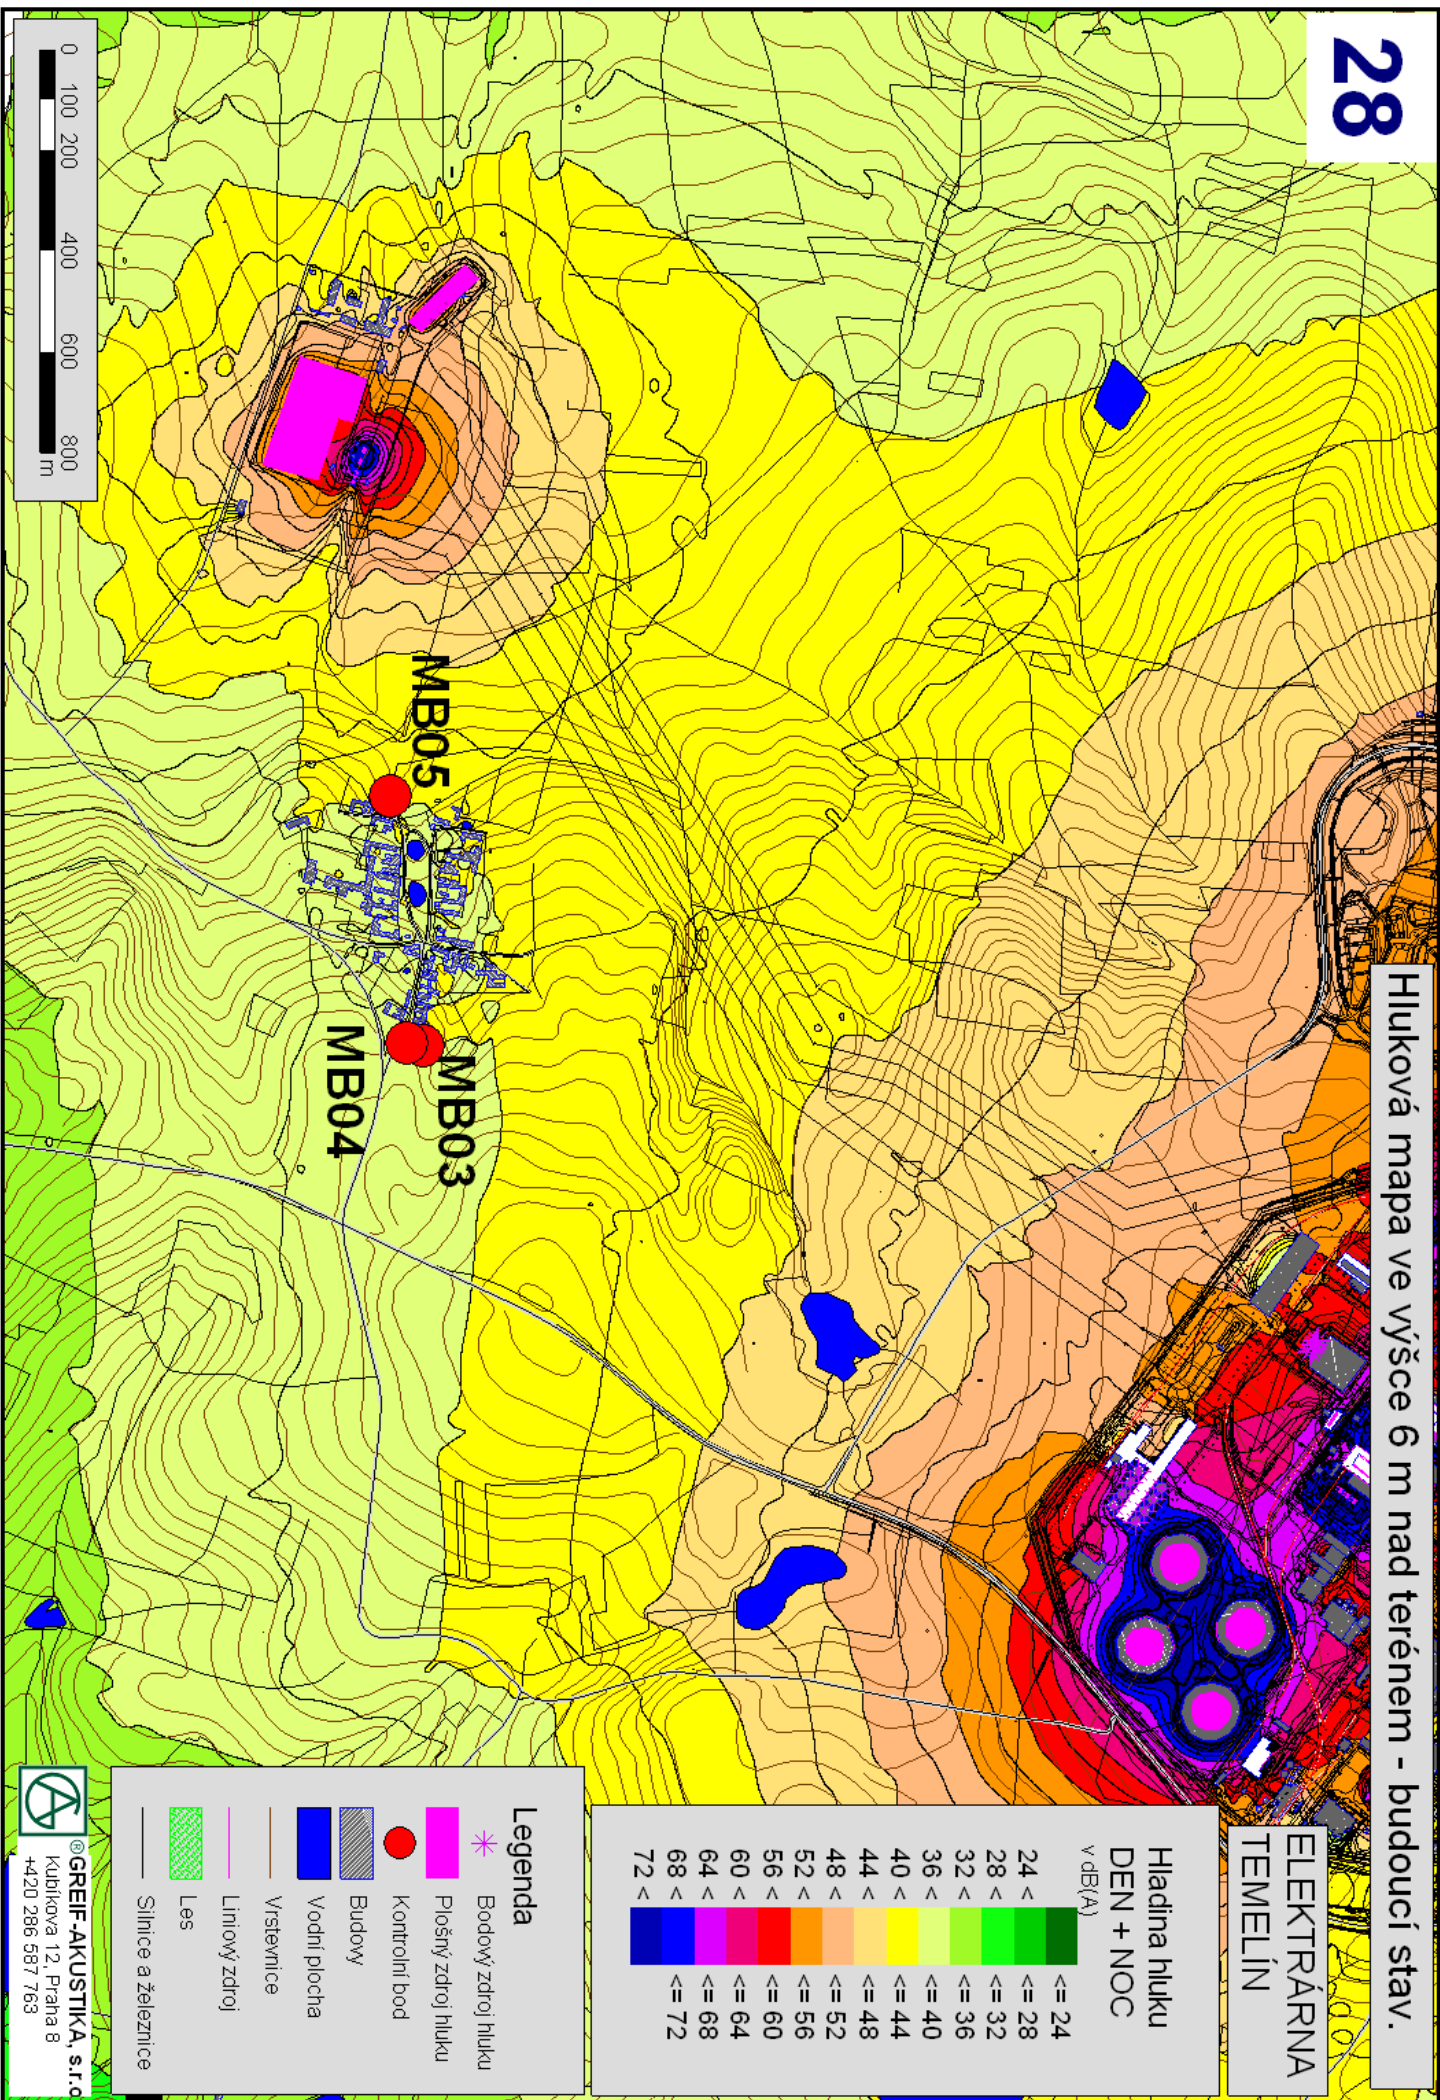 28
Hluková mapa ve výšce 6 m nad terénem - budoucí stav.
ELEKTRÁRNA
TEMELÍN
Hladina hluku
DEN + NOC
v dB(A)
<= 24
24 < <= 28
28 < <= 32
32 < <= 36
36 < <= 40
40 < <= 44
44 < <= 48
48 < <= 52
52 < <= 56
56 < <= 60
60 < <= 64
64 < <= 68
68 < <= 72
72 <
MB05
MB03
MB04
Legenda
Bodový zdroj hluku
Plošný zdroj hluku
Kontrolní bod
Budovy
Vodní plocha
Vrstevnice
Liniový zdroj
Les
Silnice a železnice
0 100 200 400 600 800
m
®GREIF-AKUSTIKA, s.r.o
Kubíkova 12, Praha 8
+420 286 587 763